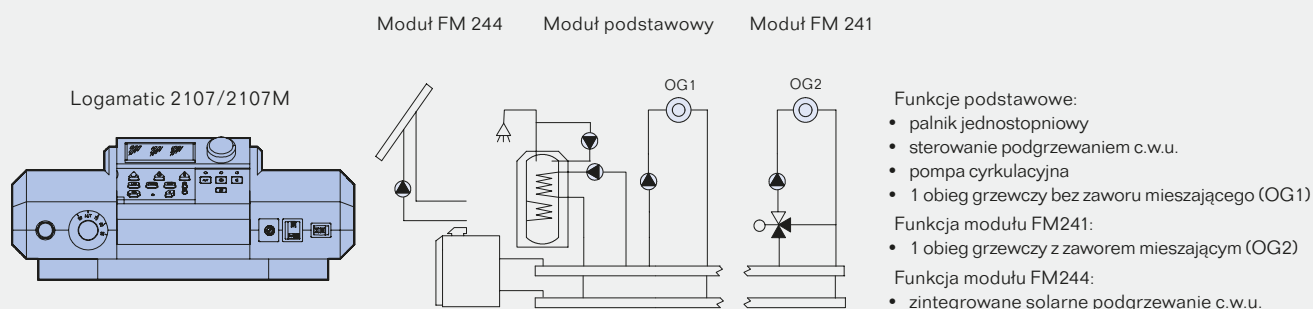 Moduł FM 244
Moduł podstawowy
Moduł FM 241
Logamatic 2107/2107M
OG1
OG2
Funkcje podstawowe:
• palnik jednostopniowy
• sterowanie podgrzewaniem c.w.u.
• pompa cyrkulacyjna
• 1 obieg grzewczy bez zaworu mieszającego (OG1)
Funkcja modułu FM241:
• 1 obieg grzewczy z zaworem mieszającym (OG2)
Funkcja modułu FM244:
• zintegrowane solarne podgrzewanie c.w.u.